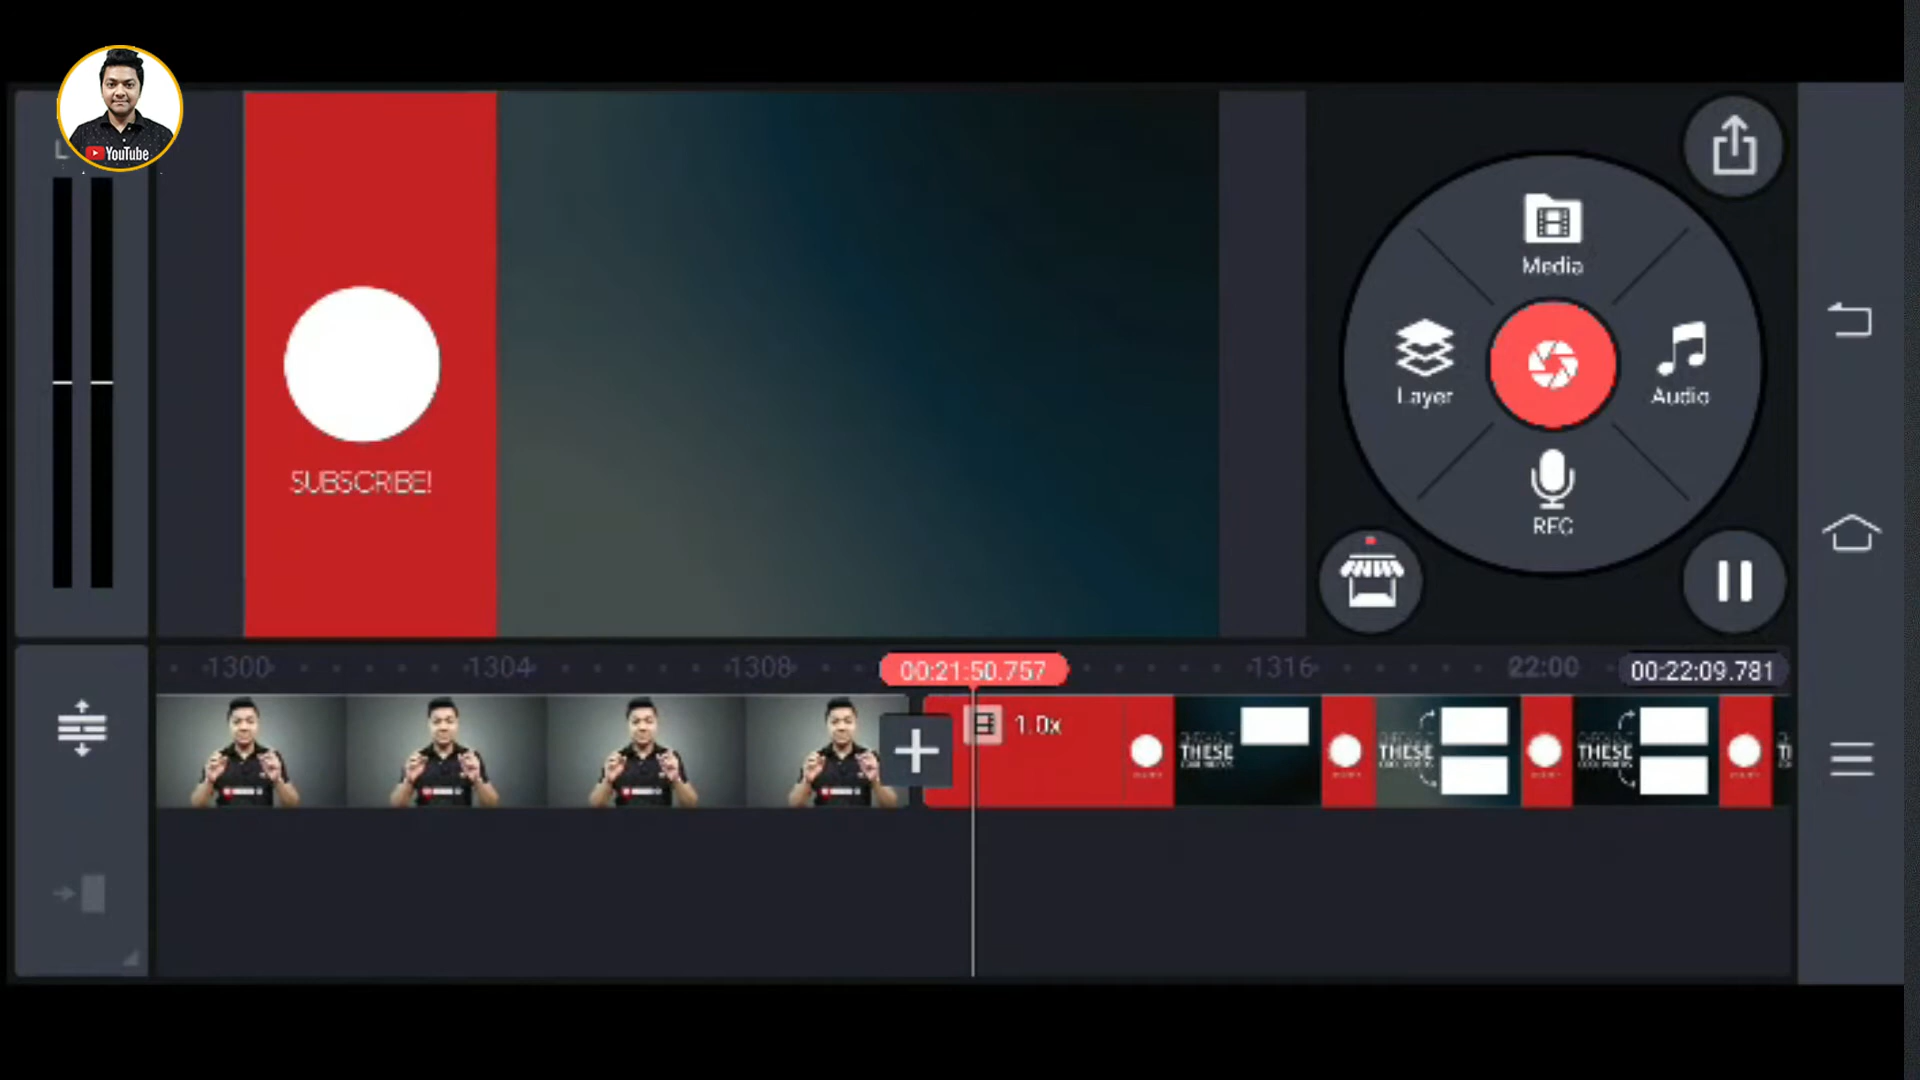 L
YouTube
SUBSCRIBE!
Media
Layer
Audio
REC
1300
1304
1308
00:21:50.757
1316
22:00
00:22:09.781
1.0x
THESE
THESE
THESE